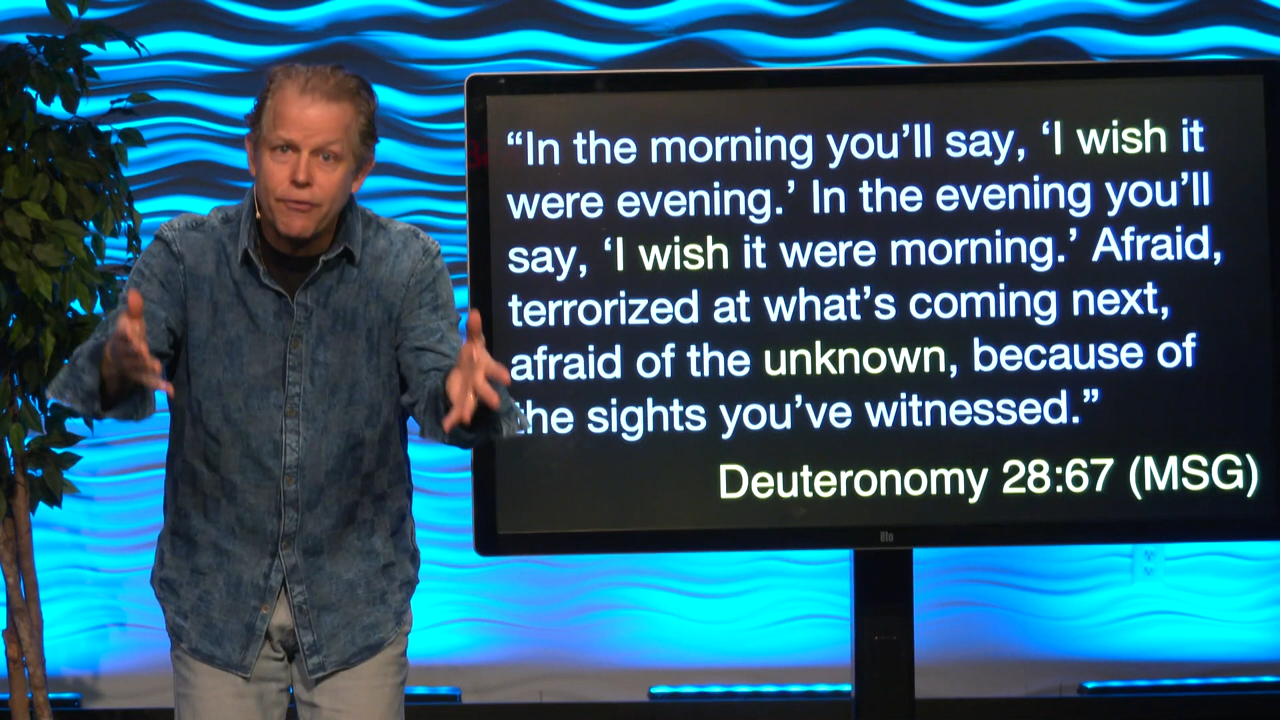 “In the morning you’ll say, ‘I wish it
were evening.’ In the evening you’ll
say, ‘I wish it were morning.’ Afraid,
terrorized at what’s coming next,
afraid of the unknown, because of
the sights you’ve witnessed.”
Deuteronomy 28:67 (MSG)
elo